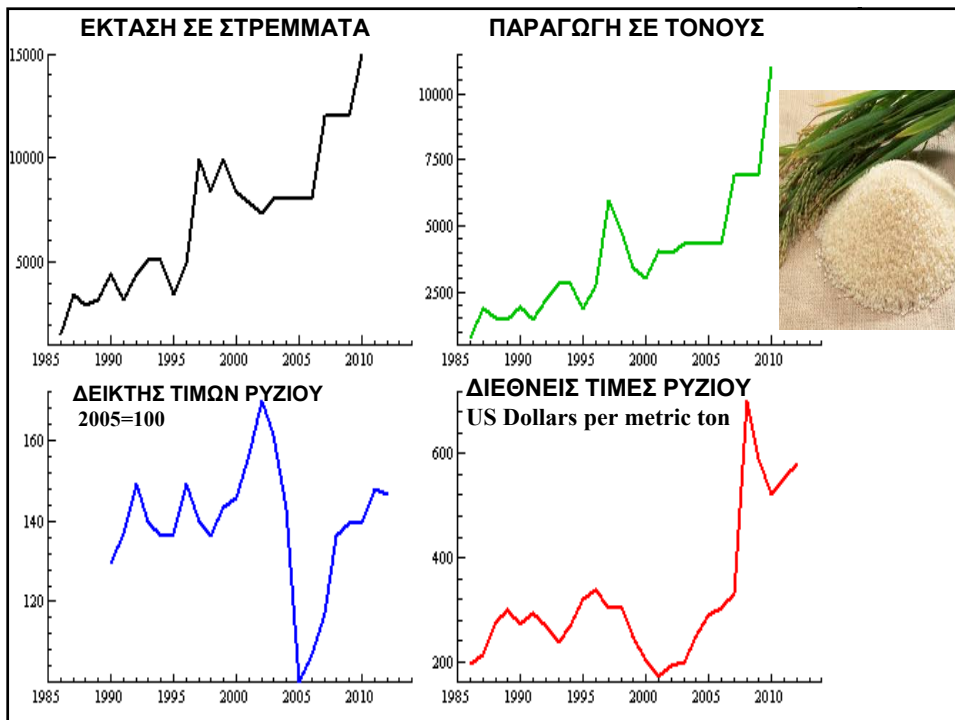 ΕΚΤΑΣΗ ΣΕ ΣΤΡΕΜΜΑΤΑ
15000
10000
5000
1985 1990 1995 2000 2005 2010
ΠΑΡΑΓΩΓΗ ΣΕ ΤΟΝΟΥΣ
10000
7500
5000
2500
1985 1990 1995 2000 2005 2010
ΔΕΙΚΤΗΣ ΤΙΜΩΝ ΡΥΖΙΟΥ
2005=100
160
140
120
1985 1990 1995 2000 2005 2010
ΔΙΕΘΝΕΙΣ ΤΙΜΕΣ ΡΥΖΙΟΥ
US Dollars per metric ton
600
400
200
1985 1990 1995 2000 2005 2010